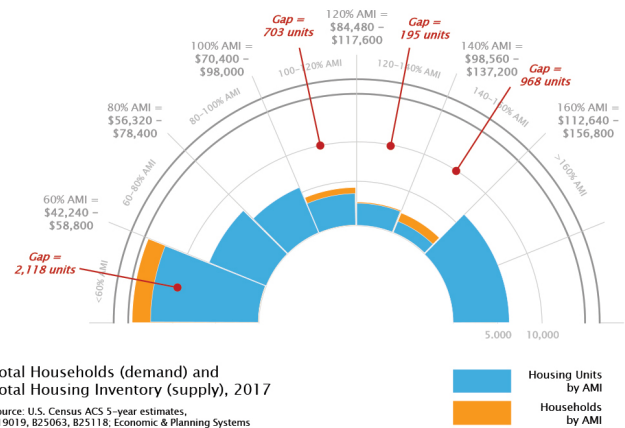 120% AMI =
$84,480 –
$117,600
Gap =
703 units
Gap =
195 units
100% AMI =
$70,400 –
$98,000
140% AMI =
$98,560 –
$137,200
Gap =
968 units
100–120% AMI
120–140% AMI
80% AMI =
$56,320 –
$78,400
80–100% AMI
160% AMI =
$112,640 –
$156,800
60–80% AMI
>160% AMI
60% AMI =
$42,240 –
$58,800
Gap =
2,118 units
<60% AMI
5.000 10,000
otal Households (demand) and
otal Housing Inventory (supply), 2017
ource: U.S. Census ACS 5-year estimates,
19019, B25063, B25118; Economic & Planning Systems
Housing Units
by AMI
Households
by AMI